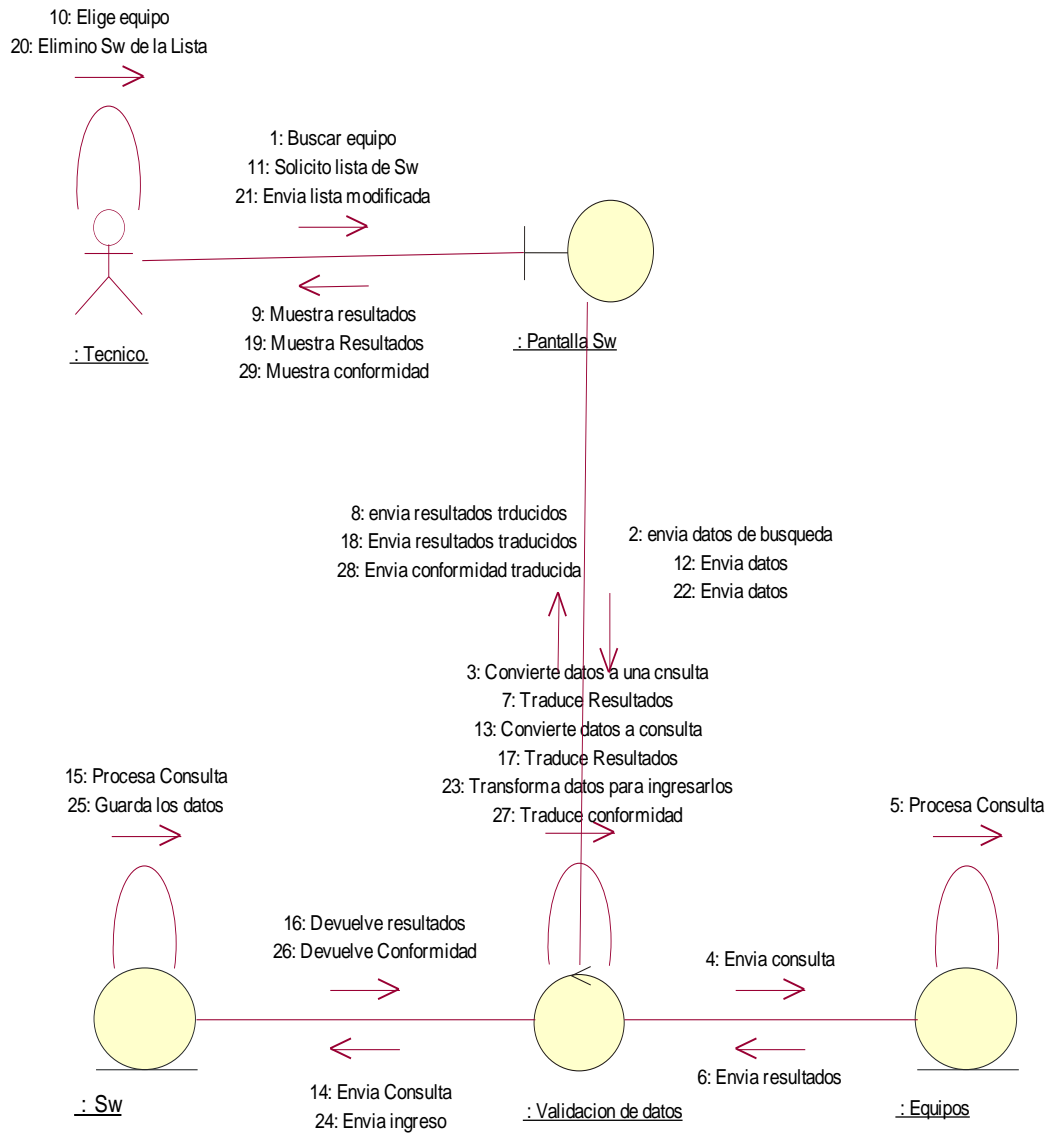 10: Elige equipo
20: Elimino Sw de la Lista
1: Buscar equipo
11: Solicito lista de Sw
21: Envia lista modificada
9: Muestra resultados
19: Muestra Resultados
29: Muestra conformidad
: Tecnico.
: Pantalla Sw
8: envia resultados trducidos
18: Envia resultados traducidos
28: Envia conformidad traducida
2: envia datos de busqueda
12: Envia datos
22: Envia datos
3: Convierte datos a una cnsulta
7: Traduce Resultados
13: Convierte datos a consulta
17: Traduce Resultados
23: Transforma datos para ingresarlos
27: Traduce conformidad
15: Procesa Consulta
25: Guarda los datos
5: Procesa Consulta
16: Devuelve resultados
26: Devuelve Conformidad
4: Envia consulta
14: Envia Consulta
24: Envia ingreso
6: Envia resultados
: Sw
: Validacion de datos
: Equipos